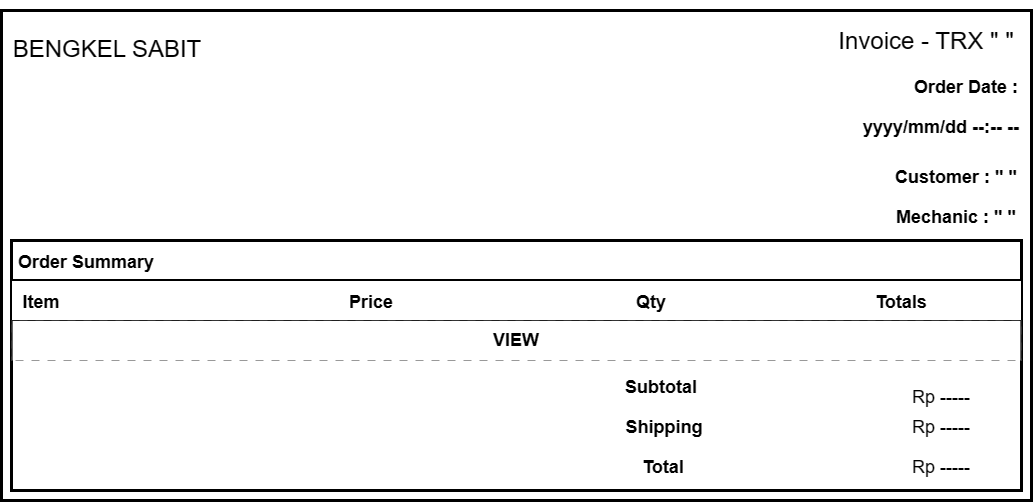 BENGKEL SABIT
Invoice - TRX " "
Order Date :
yyyy/mm/dd --:-- --
Customer : " "
Mechanic : " "
Order Summary
Item Price Qty Totals
VIEW
Subtotal Rp -----
Shipping Rp -----
Total Rp -----